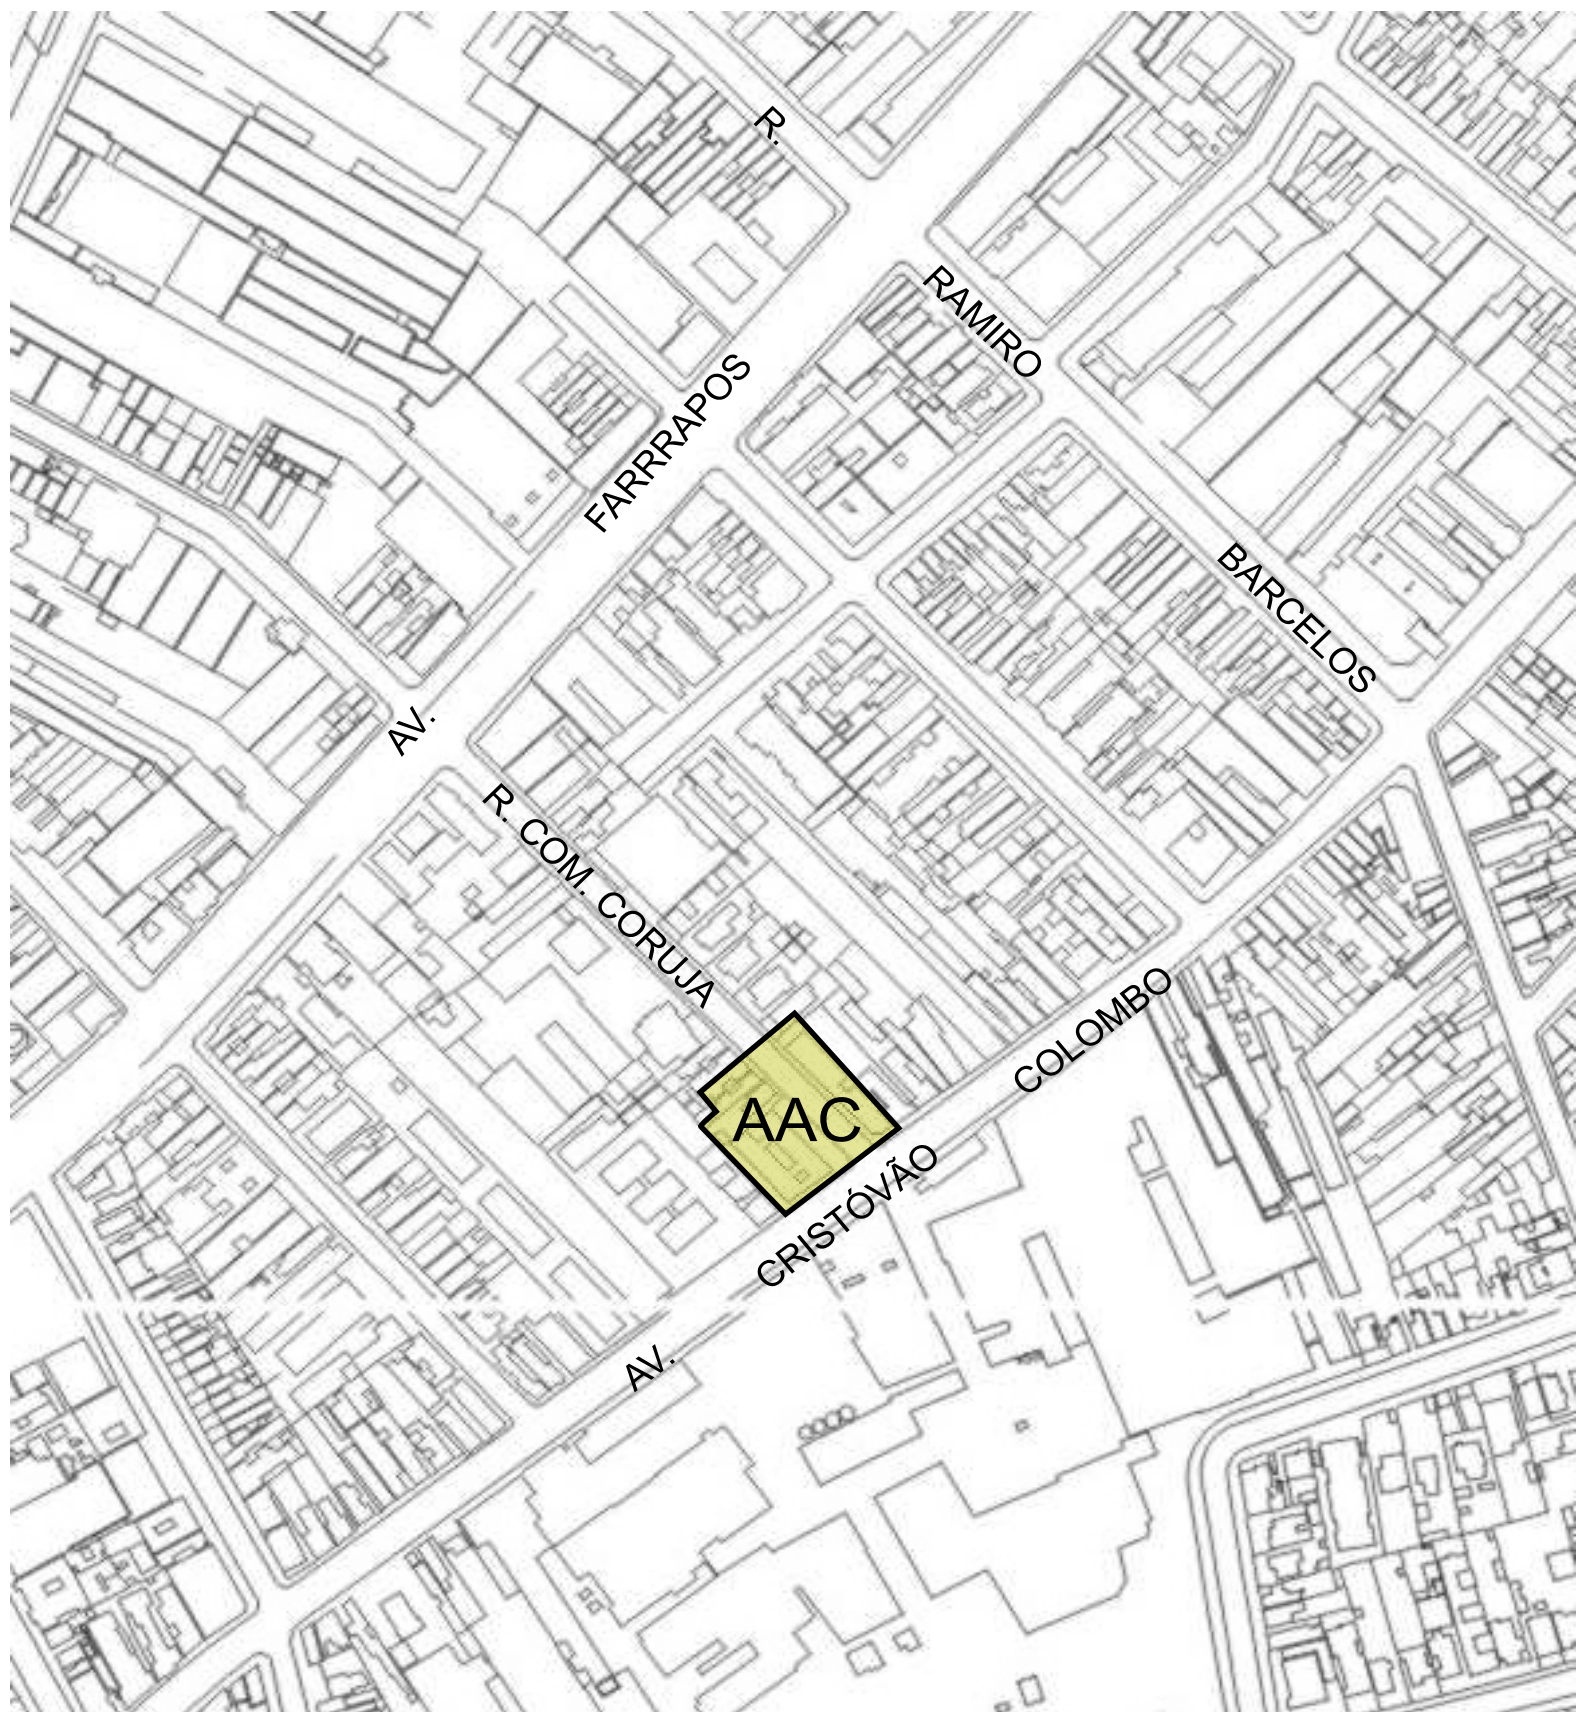 R.
RAMIRO
BARCELOS
AV.
FARRRAPOS
R. COM. CORUJA
AAC
AV.
CRISTÓVÃO
COLOMBO